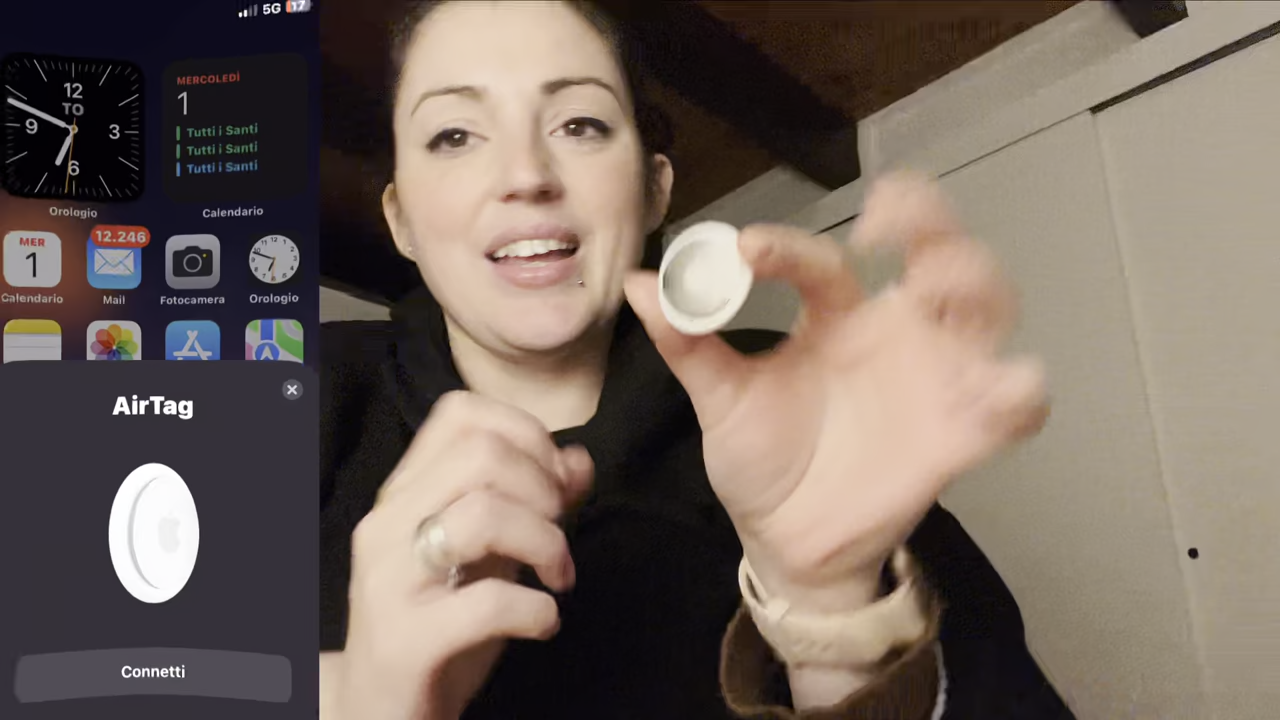 5G 17
12
TO
9
3
6
Orologio
MERCOLEDÌ
1
Tutti i Santi
Tutti i Santi
Tutti i Santi
Calendario
MER
1
12.246
Calendario
Mail
Fotocamera
Orologio
AirTag
Connetti